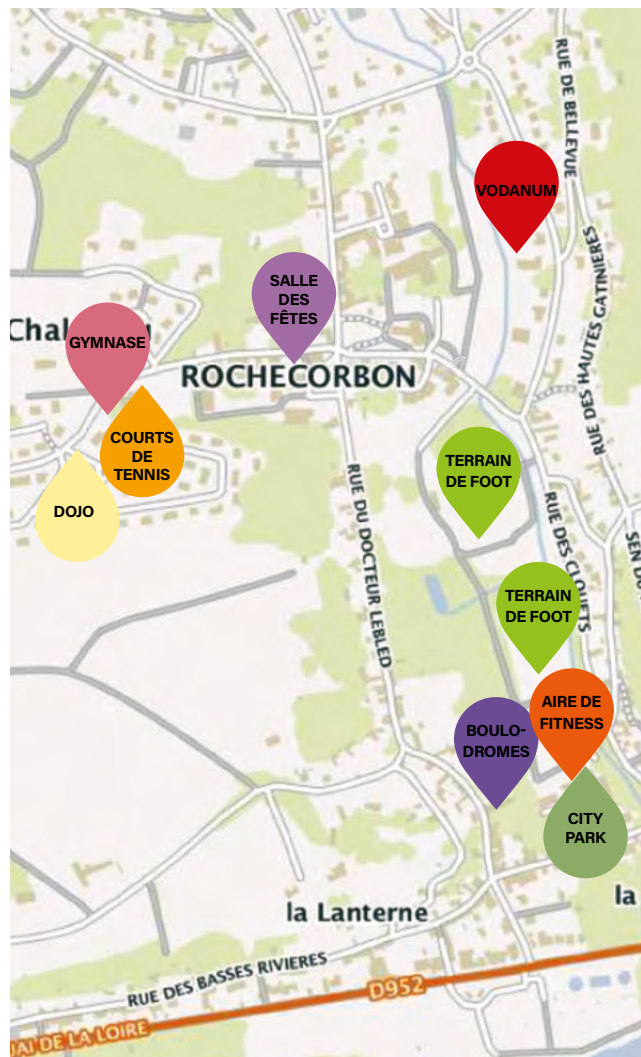 RUE DE BELLEVUE
VODANUM
RUE DES HAUTES GATINIERES
SALLE
DES
FÊTES
GYMNASE
ROCHECORBON
COURTS
DE
TENNIS
DOJO
TERRAIN
DE FOOT
RUE DU DOCTEUR LEBLED
RUE DES CLOUETS
TERRAIN
DE FOOT
AIRE DE
FITNESS
BOULO-
DROMES
CITY
PARK
la
la Lanterne
RUE DES BASSES RIVIERES
D952
DE LA LOIRE